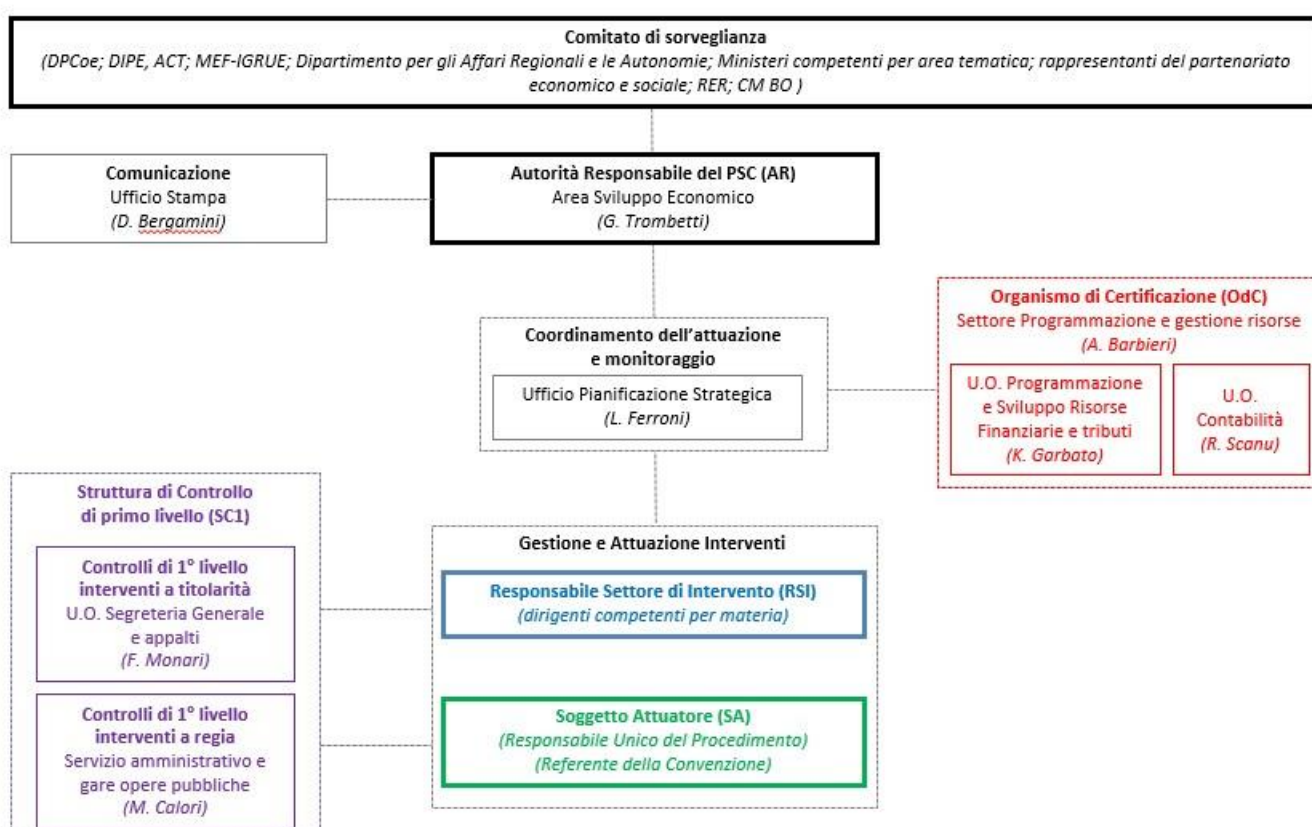 Comitato di sorveglianza
(DPCoe; DIPE, ACT; MEF-IGRUE; Dipartimento per gli Affari Regionali e le Autonomie; Ministeri competenti per area tematica; rappresentanti del partenariato
economico e sociale; RER; CM BO )
Comunicazione
Ufficio Stampa
(D. Bergamini)
Autorità Responsabile del PSC (AR)
Area Sviluppo Economico
(G. Trombetti)
Coordinamento dell'attuazione
e monitoraggio
Ufficio Pianificazione Strategica
(L. Ferroni)
Organismo di Certificazione (OdC)
Settore Programmazione e gestione risorse
(A. Barbieri)
U.O. Programmazione
e Sviluppo Risorse
Finanziarie e tributi
(K. Garbato)
U.O.
Contabilità
(R. Scanu)
Struttura di Controllo
di primo livello (SC1)
Controlli di 1° livello
interventi a titolarità
U.O. Segreteria Generale
e appalti
(F. Monari)
Controlli di 1° livello
interventi a regia
Servizio amministrativo e
gare opere pubbliche
(M. Calori)
Gestione e Attuazione Interventi
Responsabile Settore di Intervento (RSI)
(dirigenti competenti per materia)
Soggetto Attuatore (SA)
(Responsabile Unico del Procedimento)
(Referente della Convenzione)